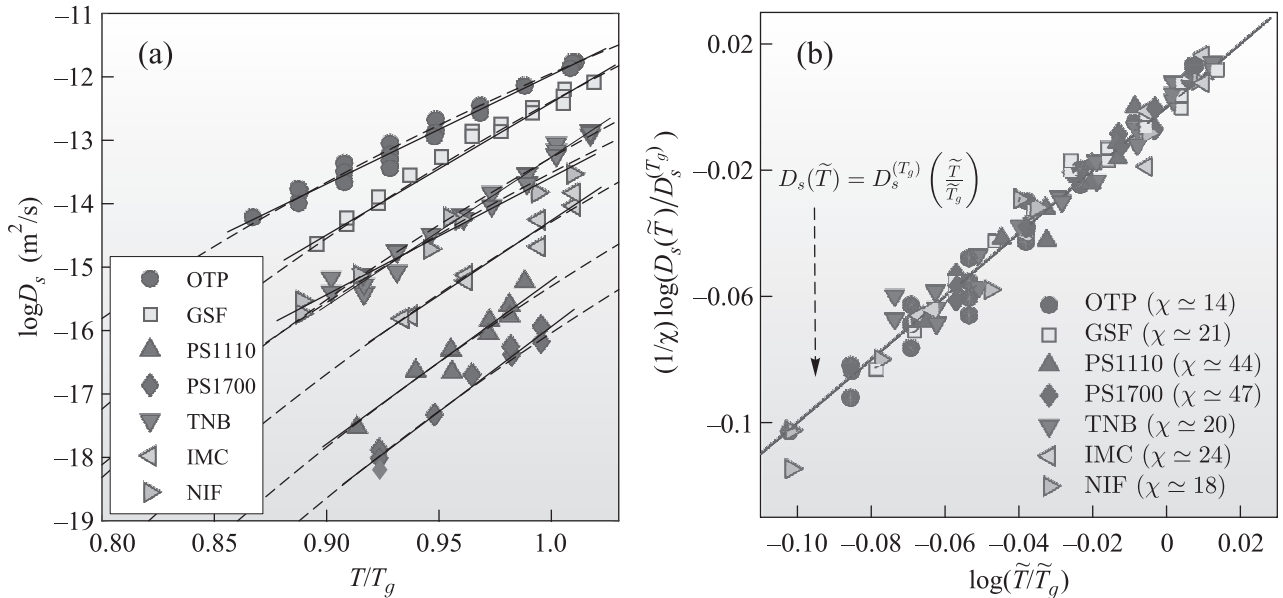 (a)
−11
−12
−13
−14
−15
−16
−17
−18
−19
logD_s (m²/s)
OTP
GSF
PS1110
PS1700
TNB
IMC
NIF
0.80 0.85 0.90 0.95 1.0
T/T_g
(b)
0.02
−0.02
−0.06
−0.1
(1/χ) log(D_s(T̃)/D_s^(T_g))
D_s(T̃) = D_s^(T_g) (T̃/T̃_g)
OTP (χ ≃ 14)
GSF (χ ≃ 21)
PS1110 (χ ≃ 44)
PS1700 (χ ≃ 47)
TNB (χ ≃ 20)
IMC (χ ≃ 24)
NIF (χ ≃ 18)
−0.10 −0.08 −0.06 −0.04 −0.02 0 0.02
log(T̃/T̃_g)